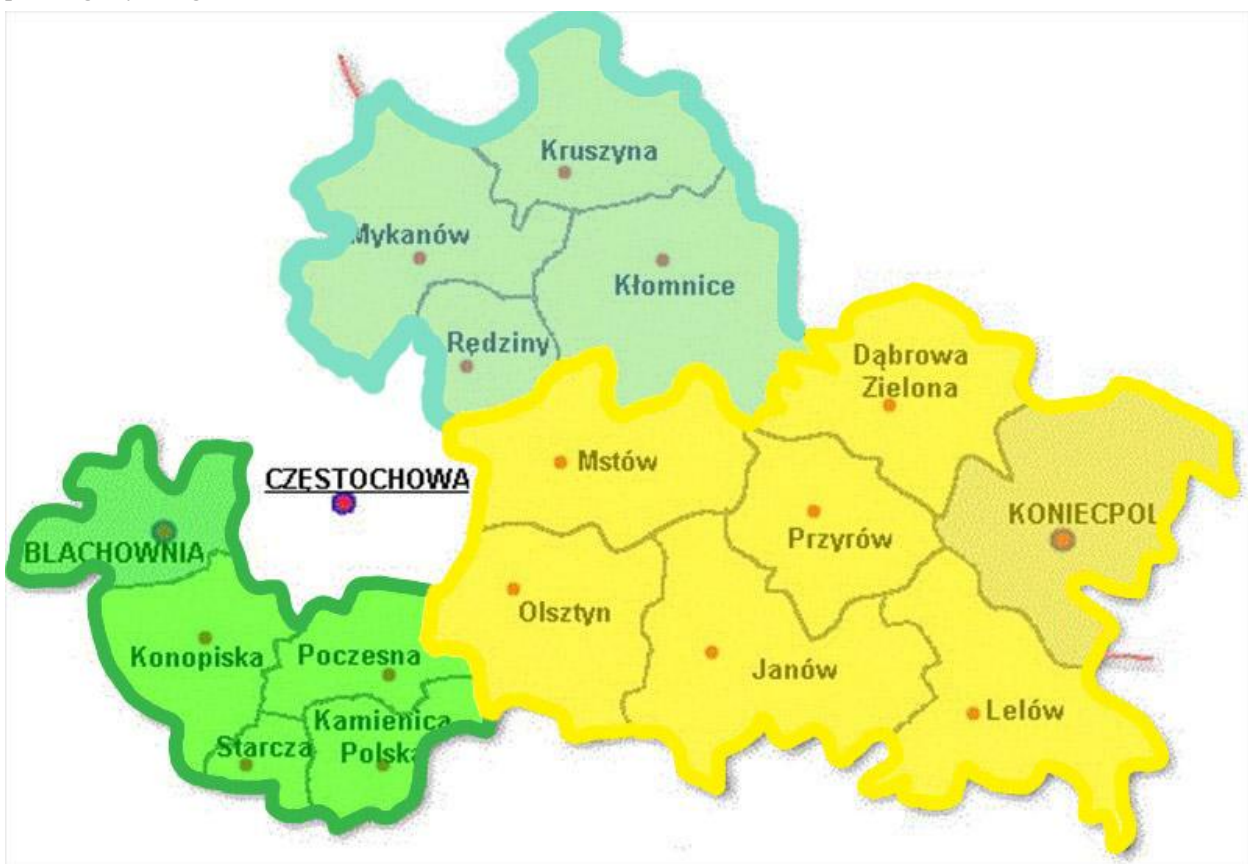 Kruszyna
Mykanów
Kłomnice
Rędziny
Dąbrowa
Zielona
Mstów
CZĘSTOCHOWA
KONIECPOL
BLACHOWNIA
Przyrów
Olsztyn
Konopiska
Poczesna
Janów
Lelów
Kamienica
Polska
Starcza